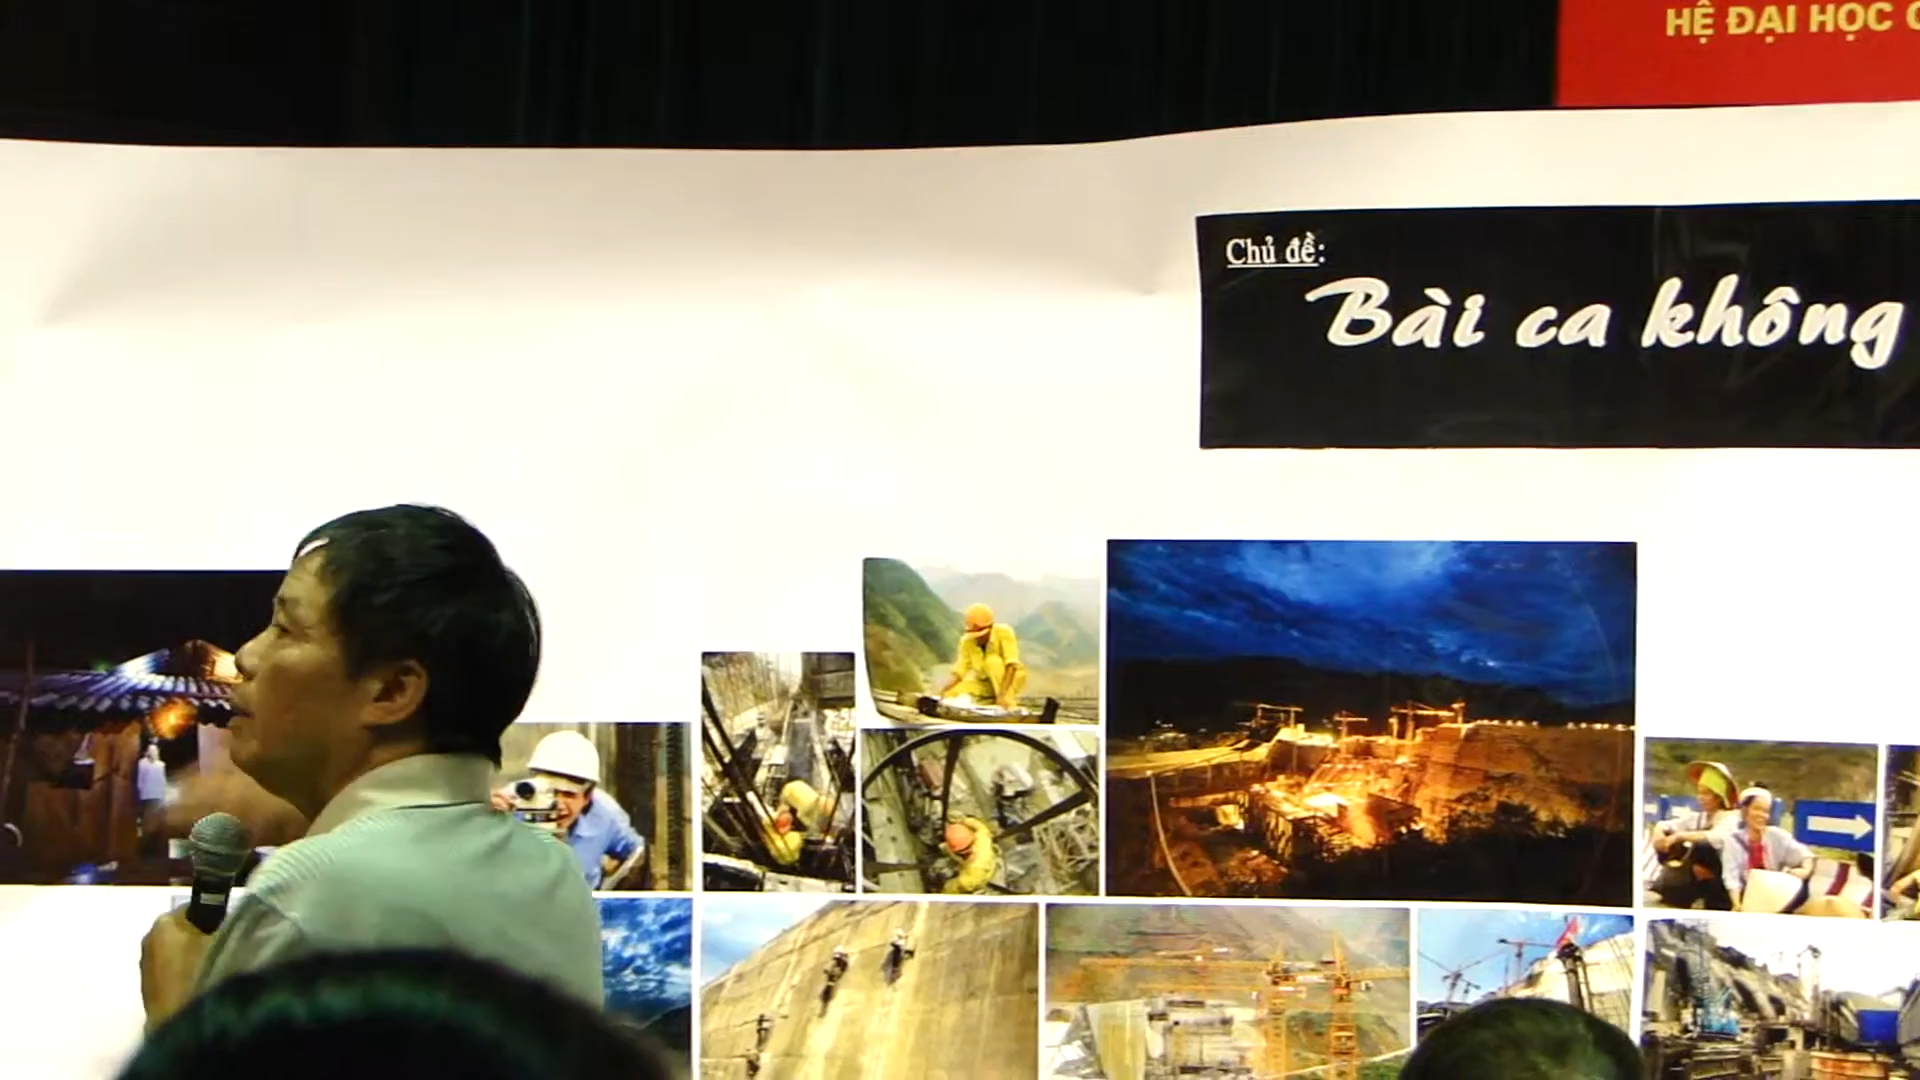 HỆ ĐẠI HỌC
Chủ đề:
Bài ca không